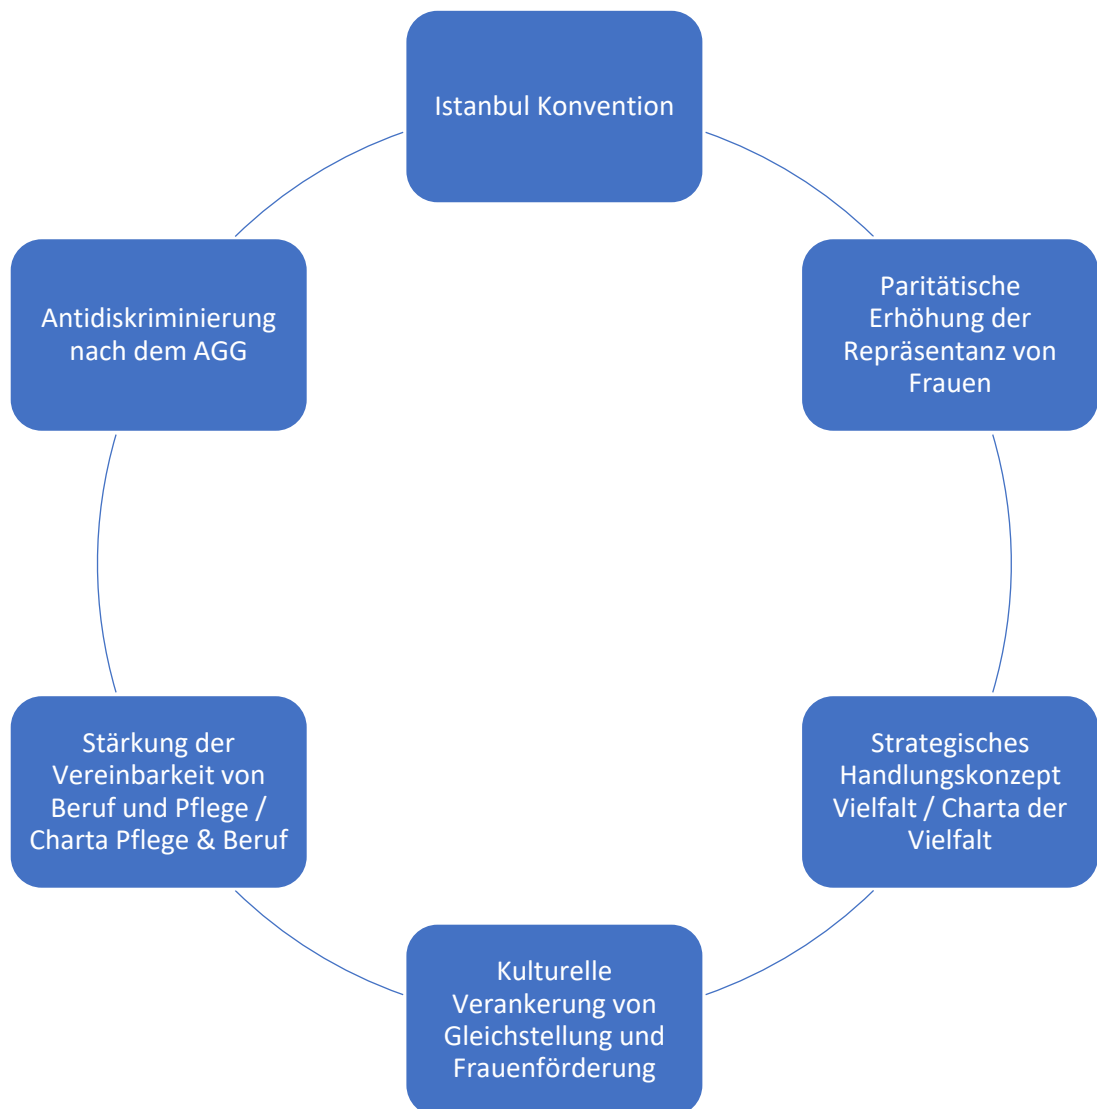 Istanbul Konvention
Paritätische
Erhöhung der
Repräsentanz von
Frauen
Strategisches
Handlungskonzept
Vielfalt / Charta der
Vielfalt
Kulturelle
Verankerung von
Gleichstellung und
Frauenförderung
Stärkung der
Vereinbarkeit von
Beruf und Pflege /
Charta Pflege & Beruf
Antidiskriminierung
nach dem AGG